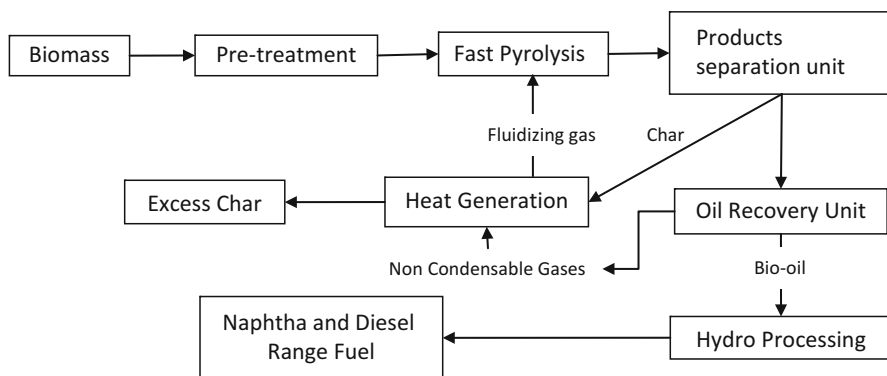 Biomass
Pre-treatment
Fast Pyrolysis
Products
separation unit
Fluidizing gas
Char
Excess Char
Heat Generation
Oil Recovery Unit
Non Condensable Gases
Bio-oil
Naphtha and Diesel
Range Fuel
Hydro Processing